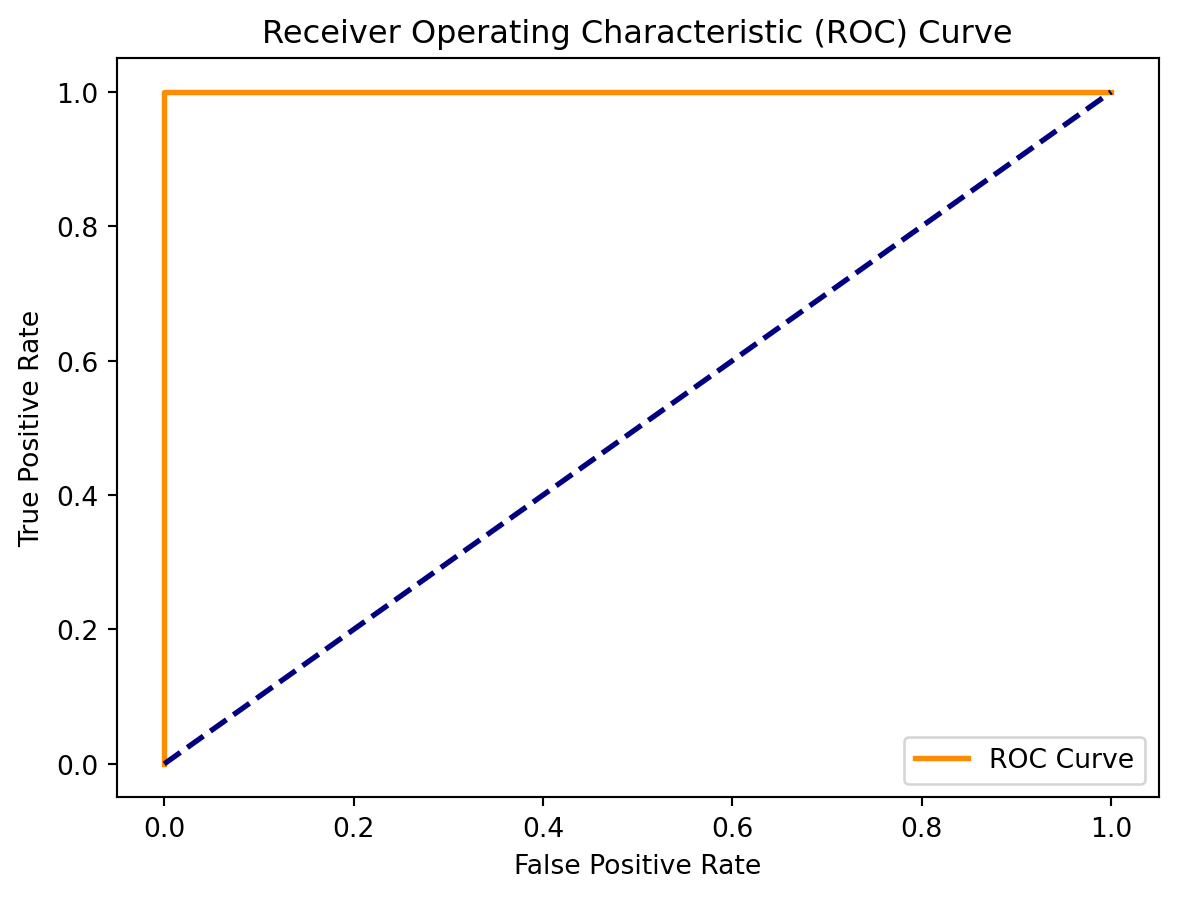 Receiver Operating Characteristic (ROC) Curve
1.0
0.8
0.6
0.4
0.2
0.0
True Positive Rate
ROC Curve
0.0 0.2 0.4 0.6 0.8 1.0
False Positive Rate